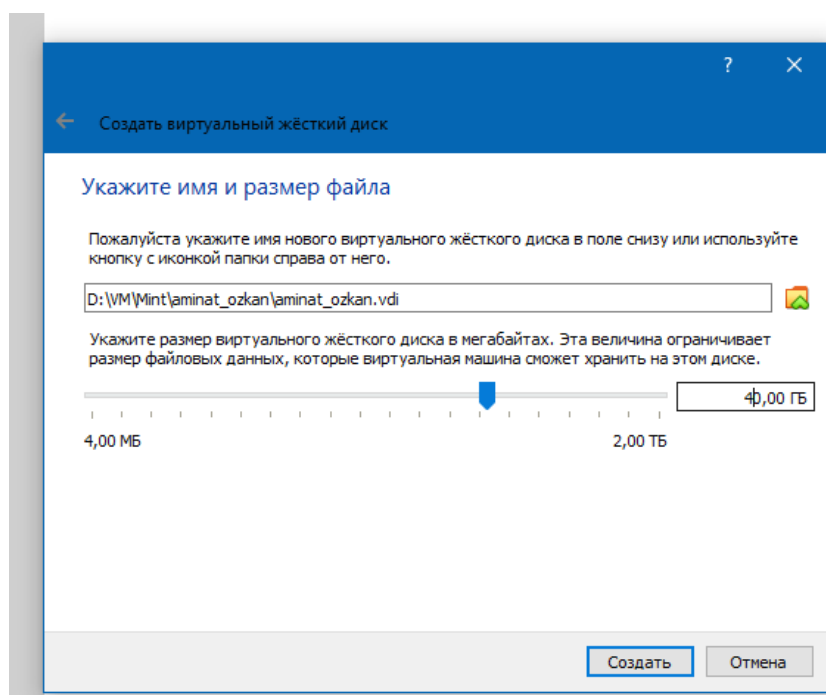 ?
Создать виртуальный жёсткий диск
Укажите имя и размер файла
Пожалуйста укажите имя нового виртуального жёсткого диска в поле снизу или используйте
кнопку с иконкой папки справа от него.
D:\VM\Mint\aminat_ozkan\aminat_ozkan.vdi
Укажите размер виртуального жёсткого диска в мегабайтах. Эта величина ограничивает
размер файловых данных, которые виртуальная машина сможет хранить на этом диске.
40,00 ГБ
4,00 МБ 2,00 ТБ
Создать Отмена